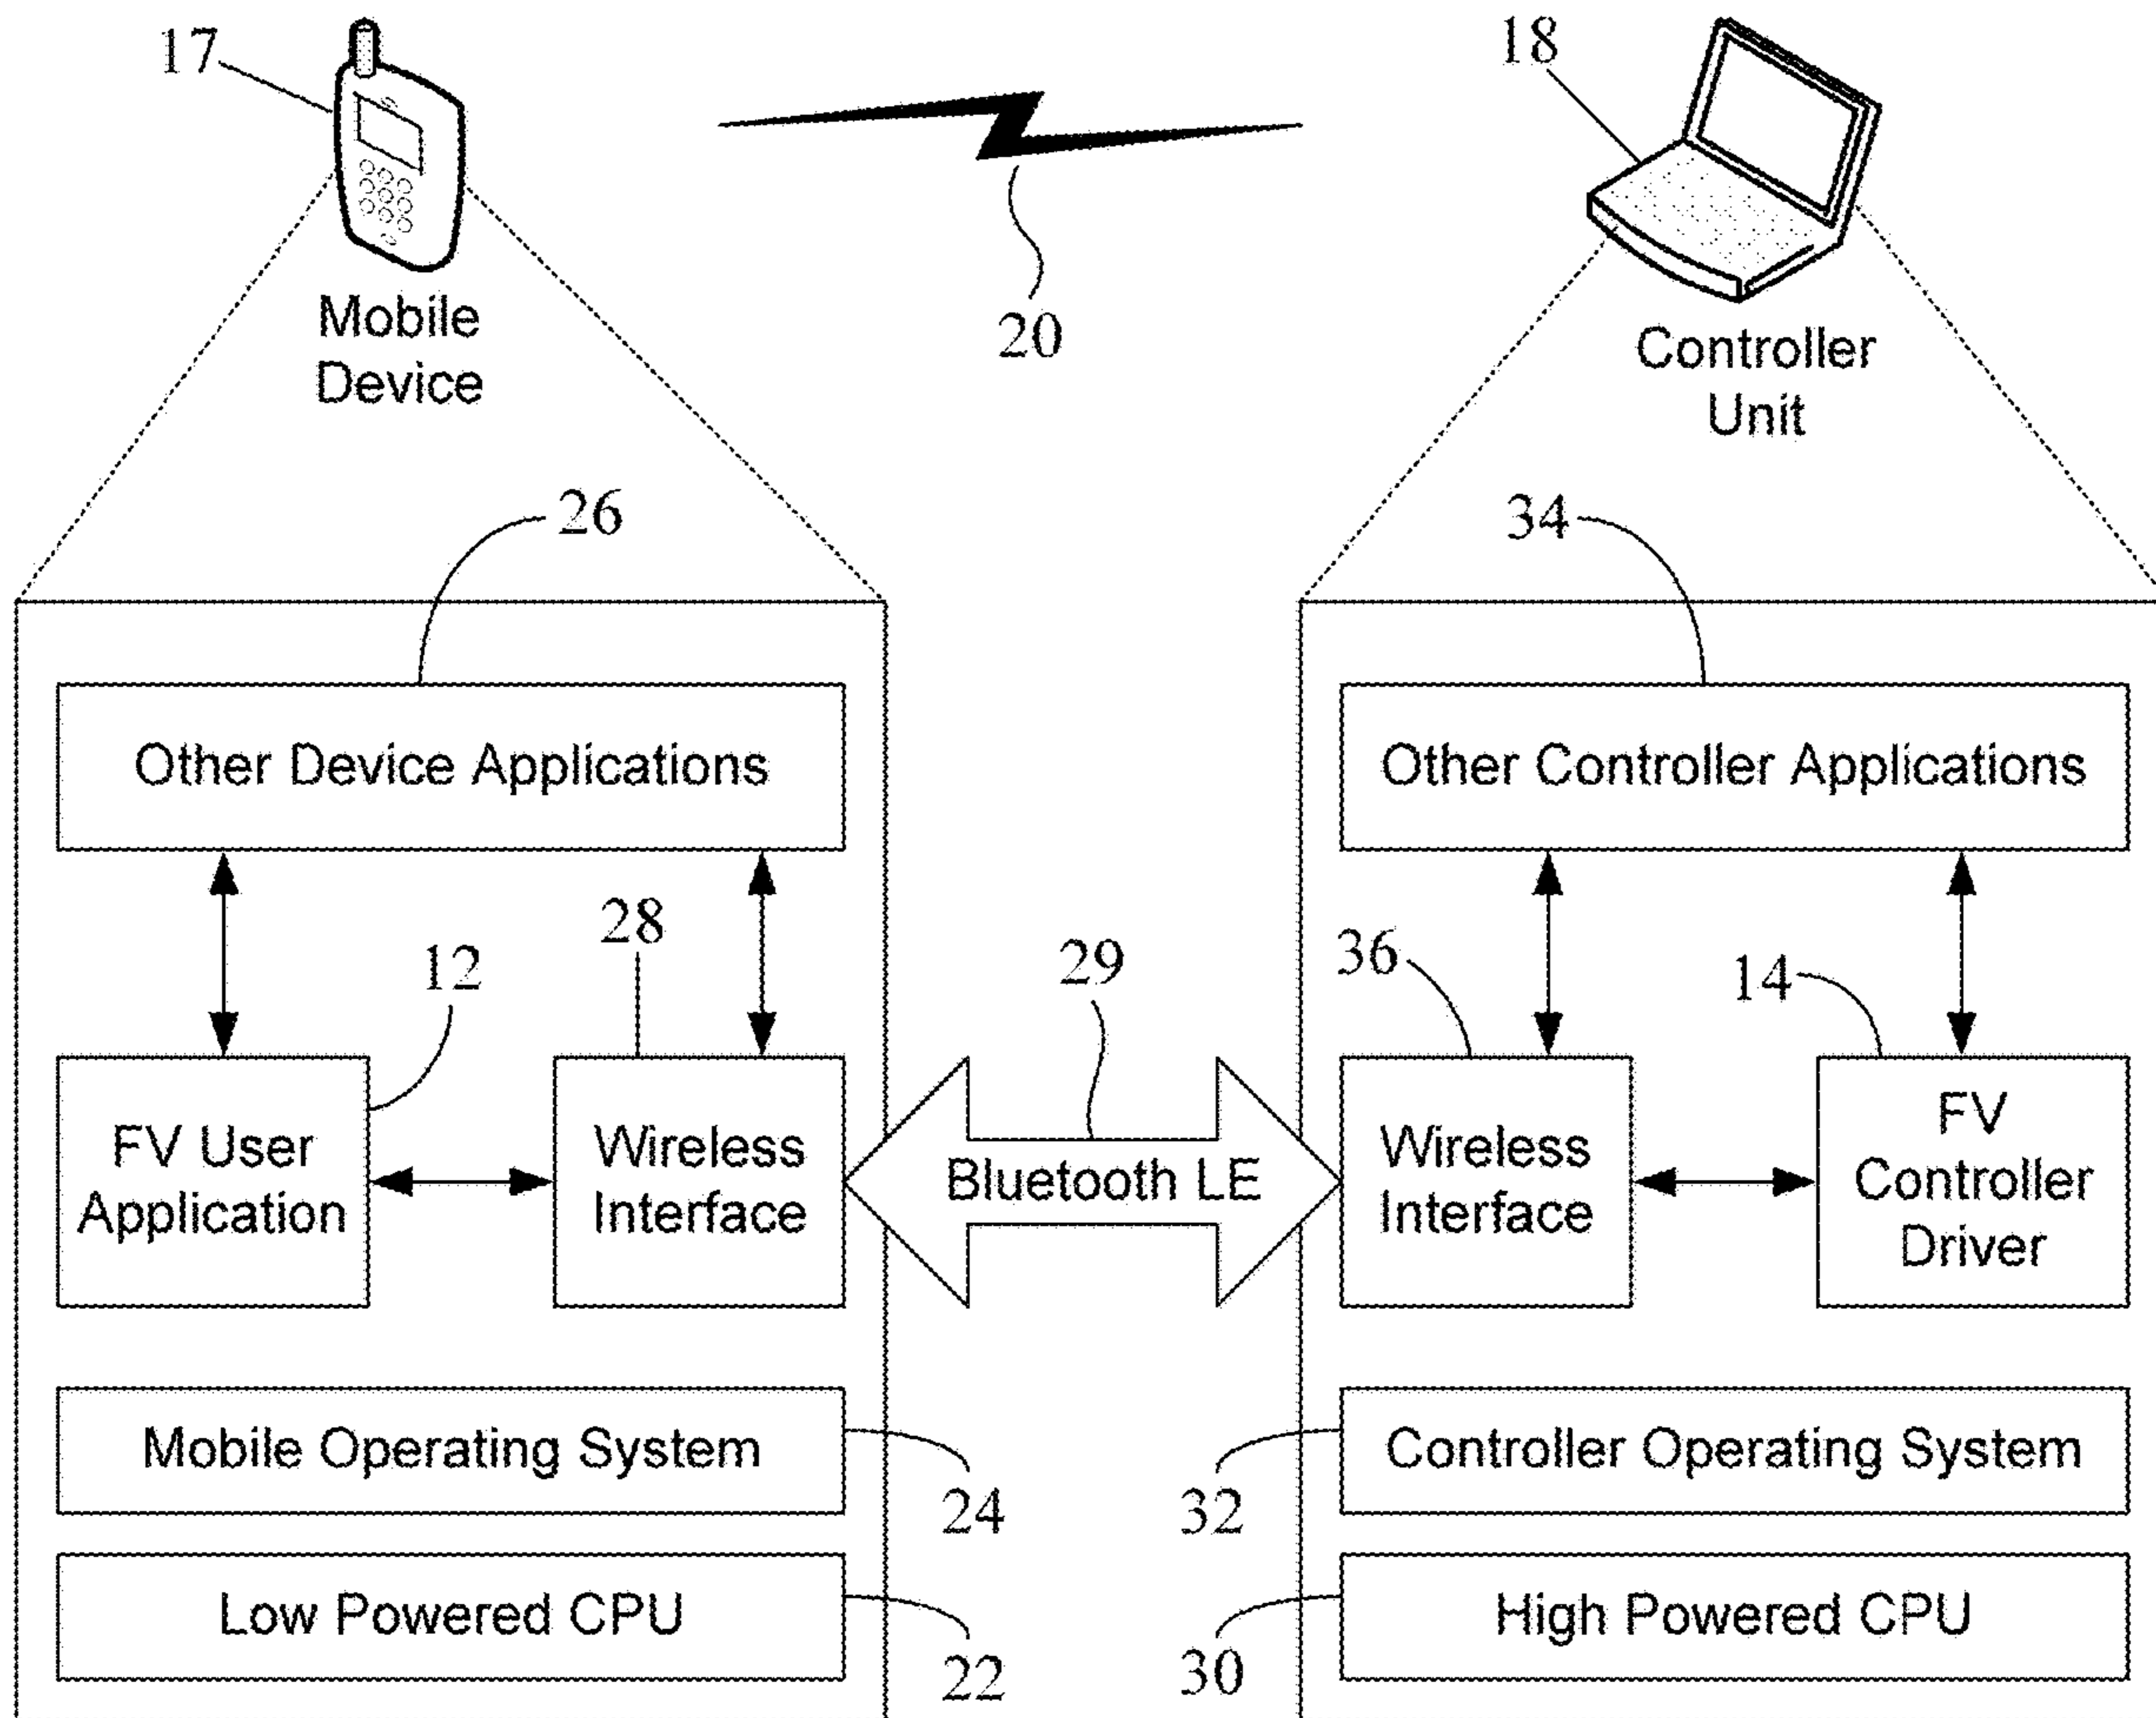 17
18
20
Mobile
Device
Controller
Unit
26
34
Other Device Applications
Other Controller Applications
12
28
29
36
14
FV User
Application
Wireless
Interface
Bluetooth LE
Wireless
Interface
FV
Controller
Driver
Mobile Operating System
24
32
Controller Operating System
Low Powered CPU
22
30
High Powered CPU